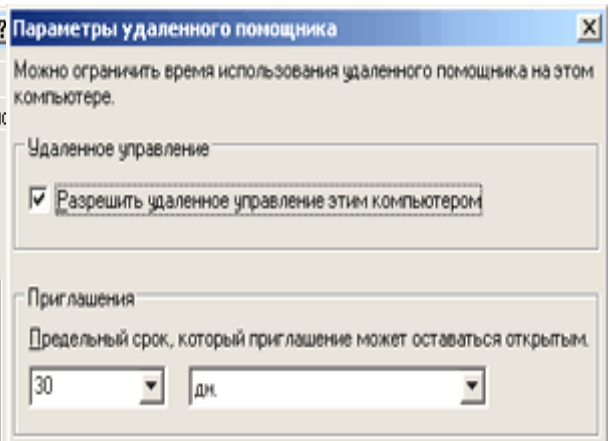 Параметры удаленного помощника
Можно ограничить время использования удаленного помощника на этом
компьютере.
Удаленное управление
Разрешить удаленное управление этим компьютером
Приглашения
Предельный срок, который приглашение может оставаться открытым.
30 дн.